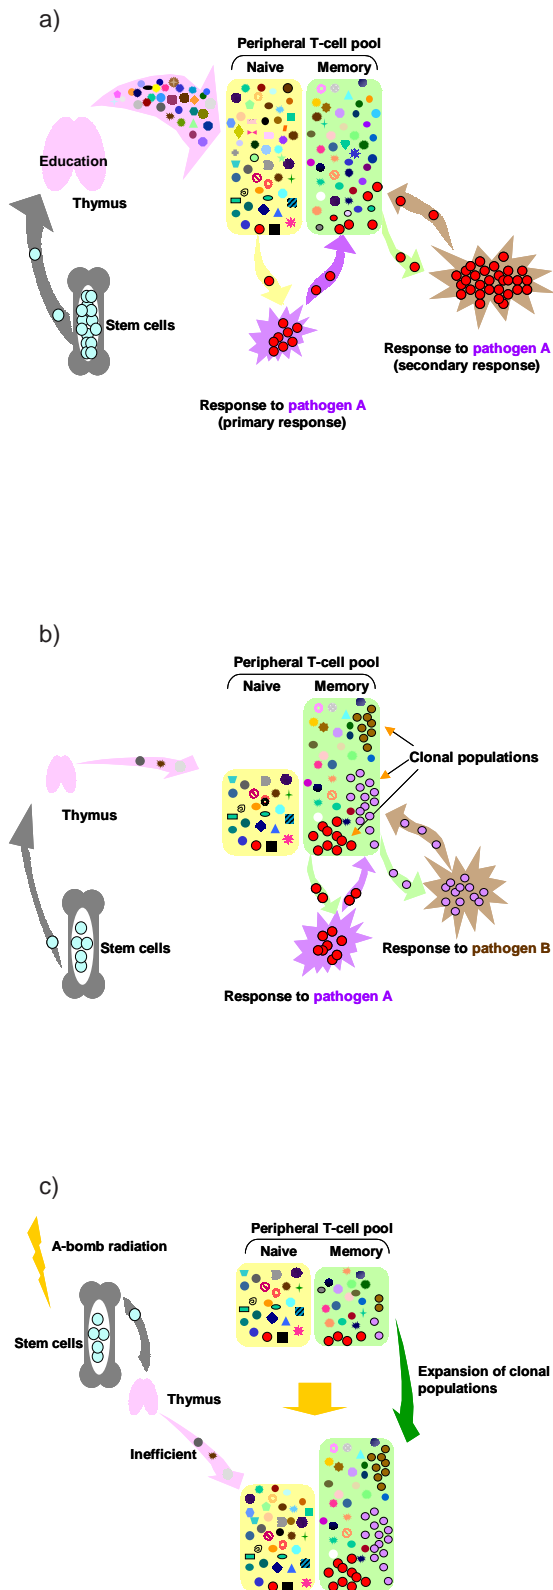 a)
Peripheral T-cell pool
Naive Memory
Education
Thymus
Stem cells
Response to pathogen A
(secondary response)
Response to pathogen A
(primary response)
b)
Peripheral T-cell pool
Naive Memory
Clonal populations
Thymus
Stem cells
Response to pathogen B
Response to pathogen A
c)
A-bomb radiation
Peripheral T-cell pool
Naive Memory
Stem cells
Expansion of clonal
populations
Thymus
Inefficient